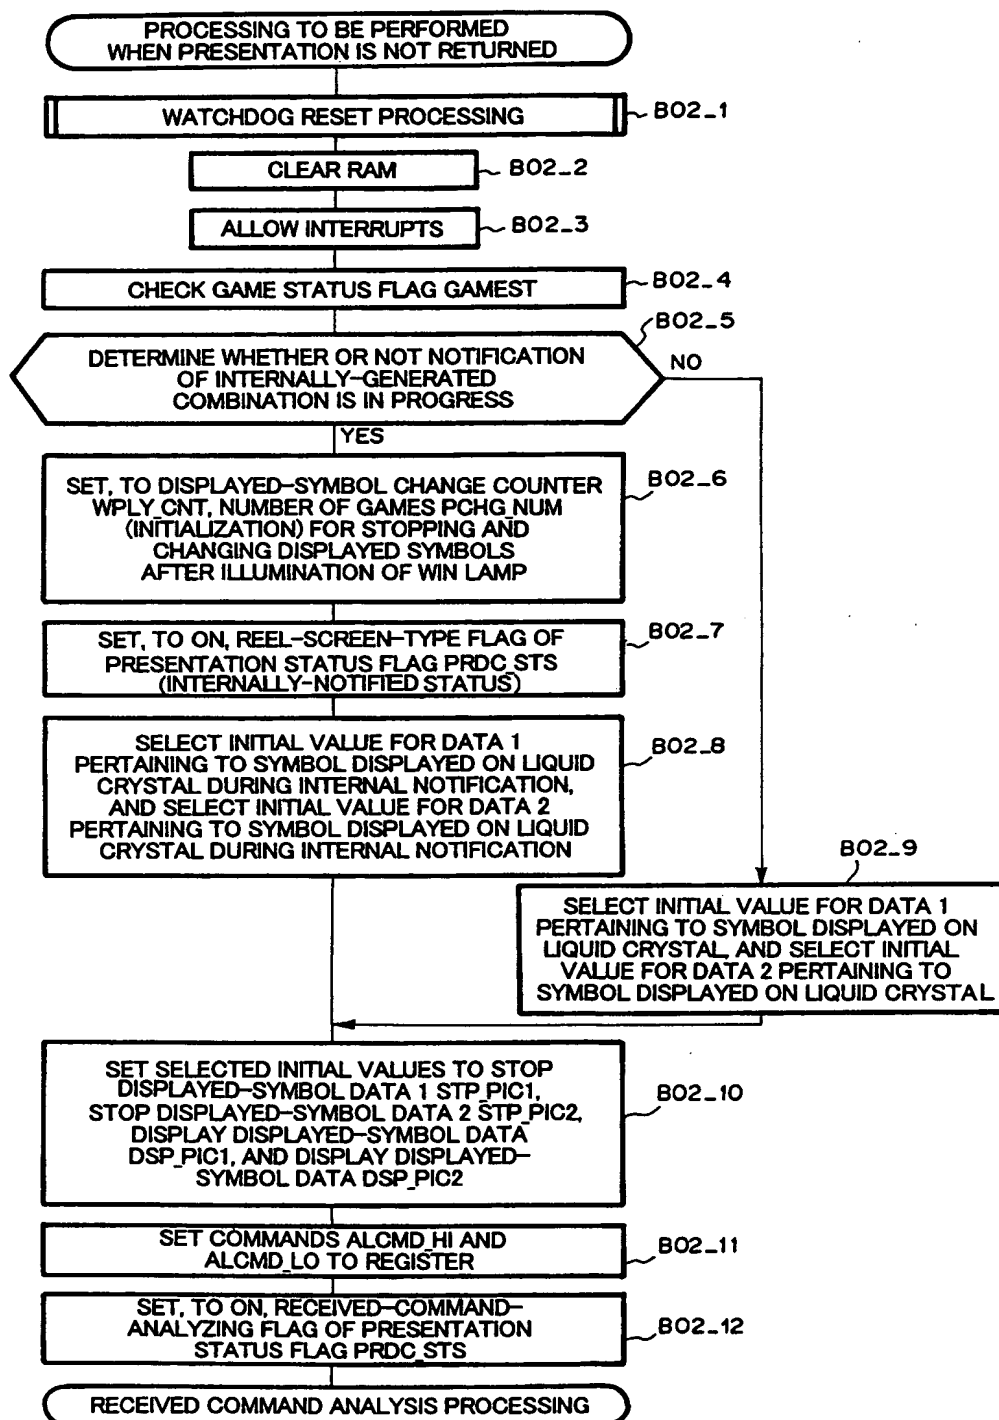 PROCESSING TO BE PERFORMED
WHEN PRESENTATION IS NOT RETURNED
WATCHDOG RESET PROCESSING
B02_1
CLEAR RAM
B02_2
ALLOW INTERRUPTS
B02_3
CHECK GAME STATUS FLAG GAMEST
B02_4
B02_5
DETERMINE WHETHER OR NOT NOTIFICATION
OF INTERNALLY-GENERATED
COMBINATION IS IN PROGRESS
NO
YES
SET, TO DISPLAYED-SYMBOL CHANGE COUNTER
WPLY_CNT, NUMBER OF GAMES PCHG_NUM
(INITIALIZATION) FOR STOPPING AND
CHANGING DISPLAYED SYMBOLS
AFTER ILLUMINATION OF WIN LAMP
B02_6
SET, TO ON, REEL-SCREEN-TYPE FLAG OF
PRESENTATION STATUS FLAG PRDC_STS
(INTERNALLY-NOTIFIED STATUS)
B02_7
SELECT INITIAL VALUE FOR DATA 1
PERTAINING TO SYMBOL DISPLAYED ON LIQUID
CRYSTAL DURING INTERNAL NOTIFICATION,
AND SELECT INITIAL VALUE FOR DATA 2
PERTAINING TO SYMBOL DISPLAYED ON LIQUID
CRYSTAL DURING INTERNAL NOTIFICATION
B02_8
B02_9
SELECT INITIAL VALUE FOR DATA 1
PERTAINING TO SYMBOL DISPLAYED ON
LIQUID CRYSTAL, AND SELECT INITIAL
VALUE FOR DATA 2 PERTAINING TO
SYMBOL DISPLAYED ON LIQUID CRYSTAL
SET SELECTED INITIAL VALUES TO STOP
DISPLAYED-SYMBOL DATA 1 STP_PIC1,
STOP DISPLAYED-SYMBOL DATA 2 STP_PIC2,
DISPLAY DISPLAYED-SYMBOL DATA
DSP_PIC1, AND DISPLAY DISPLAYED-
SYMBOL DATA DSP_PIC2
B02_10
SET COMMANDS ALCMD_HI AND
ALCMD_LO TO REGISTER
B02_11
SET, TO ON, RECEIVED-COMMAND-
ANALYZING FLAG OF PRESENTATION
STATUS FLAG PRDC_STS
B02_12
RECEIVED COMMAND ANALYSIS PROCESSING